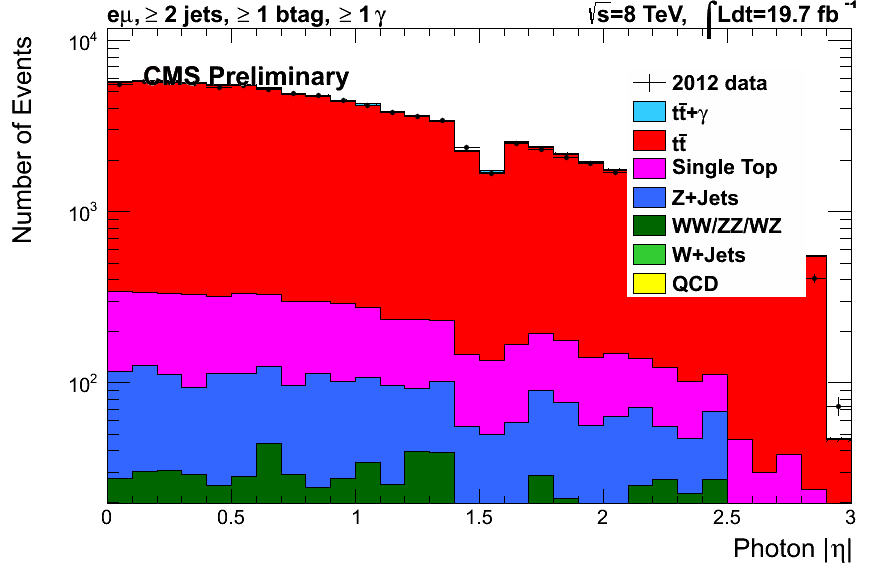 eμ, ≥ 2 jets, ≥ 1 btag, ≥ 1 γ
√s=8 TeV, ∫Ldt=19.7 fb⁻¹
CMS Preliminary
Number of Events
10⁴
10³
10²
2012 data
tt̄+γ
tt̄
Single Top
Z+Jets
WW/ZZ/WZ
W+Jets
QCD
0 0.5 1 1.5 2 2.5 3
Photon |η|